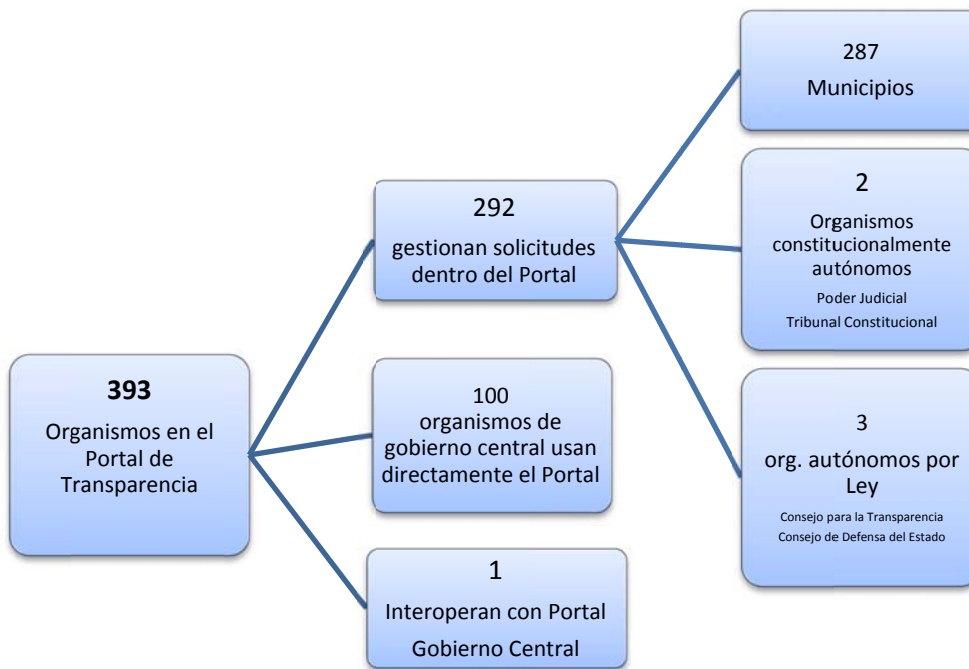 393
Organismos en el
Portal de
Transparencia
292
gestionan solicitudes
dentro del Portal
100
organismos de
gobierno central usan
directamente el Portal
1
Interoperan con Portal
Gobierno Central
287
Municipios
2
Organismos
constitucionalmente
autónomos
Poder Judicial
Tribunal Constitucional
3
org. autónomos por
Ley
Consejo para la Transparencia
Consejo de Defensa del Estado